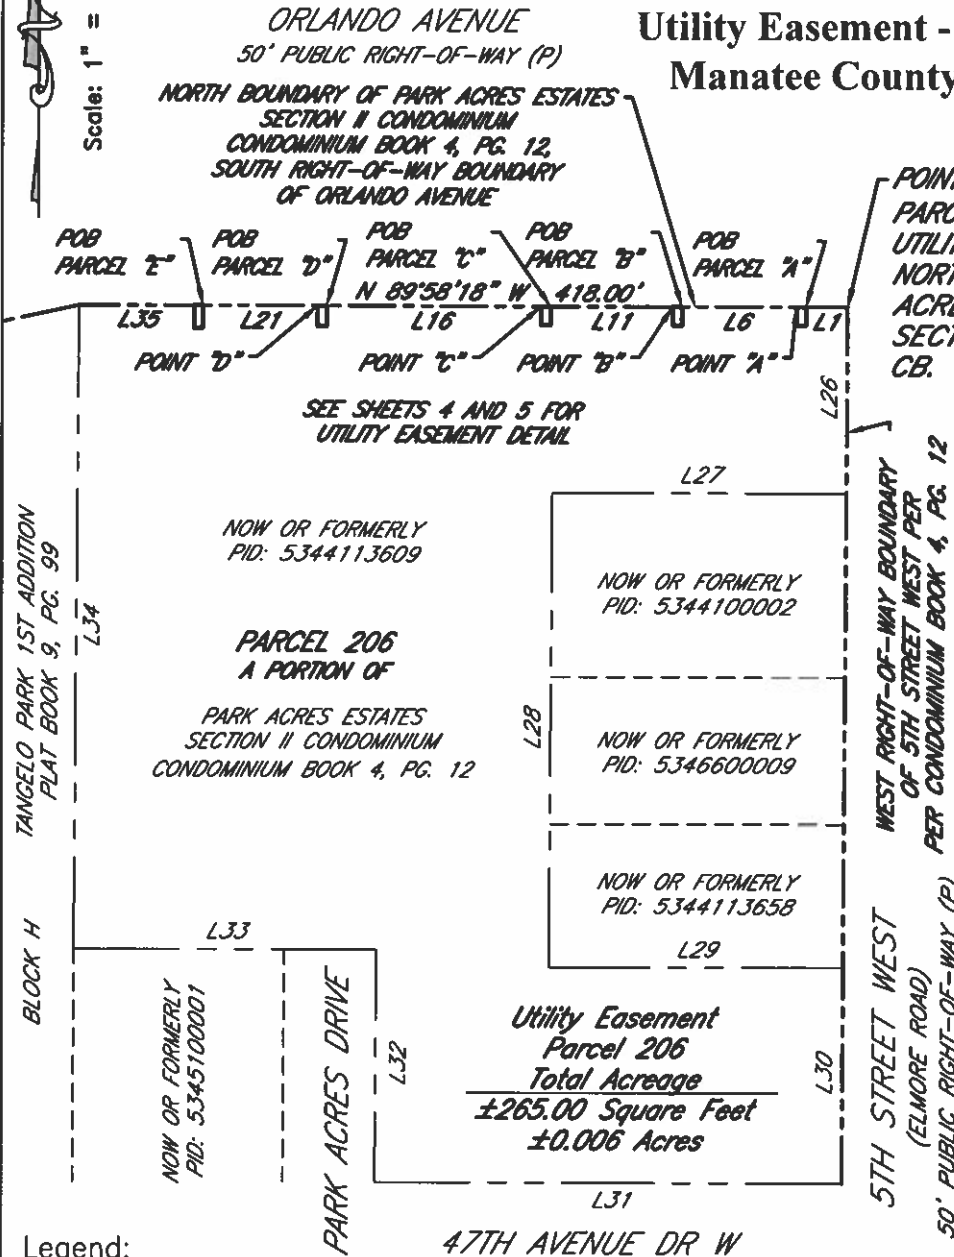 Utility Easement -
Manatee County
Scale: 1" =
ORLANDO AVENUE
50' PUBLIC RIGHT-OF-WAY (P)
NORTH BOUNDARY OF PARK ACRES ESTATES
SECTION II CONDOMINIUM
CONDOMINIUM BOOK 4, PG. 12,
SOUTH RIGHT-OF-WAY BOUNDARY
OF ORLANDO AVENUE
POB
PARCEL "E"
POB
PARCEL "D"
POB
PARCEL "C"
POB
PARCEL "B"
POB
PARCEL "A"
N 89°58'18" W 418.00'
L35
L21
L16
L11
L6
L1
POINT "D"
POINT "C"
POINT "B"
POINT "A"
SEE SHEETS 4 AND 5 FOR
UTILITY EASEMENT DETAIL
ACRE
CB.
L26
L27
NOW OR FORMERLY
PID: 5344113609
NOW OR FORMERLY
PID: 5344100002
TANGELO PARK 1ST ADDITION
PLAT BOOK 9, PG. 99
L34
PARCEL 206
A PORTION OF
PARK ACRES ESTATES
SECTION II CONDOMINIUM
CONDOMINIUM BOOK 4, PG. 12
L28
NOW OR FORMERLY
PID: 5346600009
WEST RIGHT-OF-WAY BOUNDARY
OF 5TH STREET WEST PER
PER CONDOMINIUM BOOK 4, PG. 12
NOW OR FORMERLY
PID: 5344113658
L29
L33
BLOCK H
NOW OR FORMERLY
PID: 5345100001
PARK ACRES DRIVE
L32
Utility Easement
Parcel 206
Total Acreage
±265.00 Square Feet
±0.006 Acres
L30
5TH STREET WEST
(ELMORE ROAD)
50' PUBLIC RIGHT-OF-WAY (P)
L31
47TH AVENUE DR W
Legend: